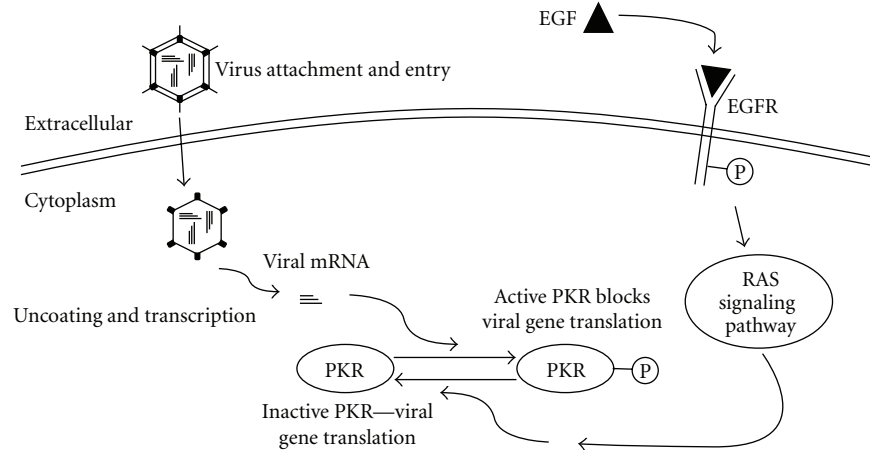 EGF
Virus attachment and entry
EGFR
Extracellular
P
Cytoplasm
Viral mRNA
RAS
signaling
pathway
Uncoating and transcription
Active PKR blocks
viral gene translation
PKR
PKR
P
Inactive PKR—viral
gene translation